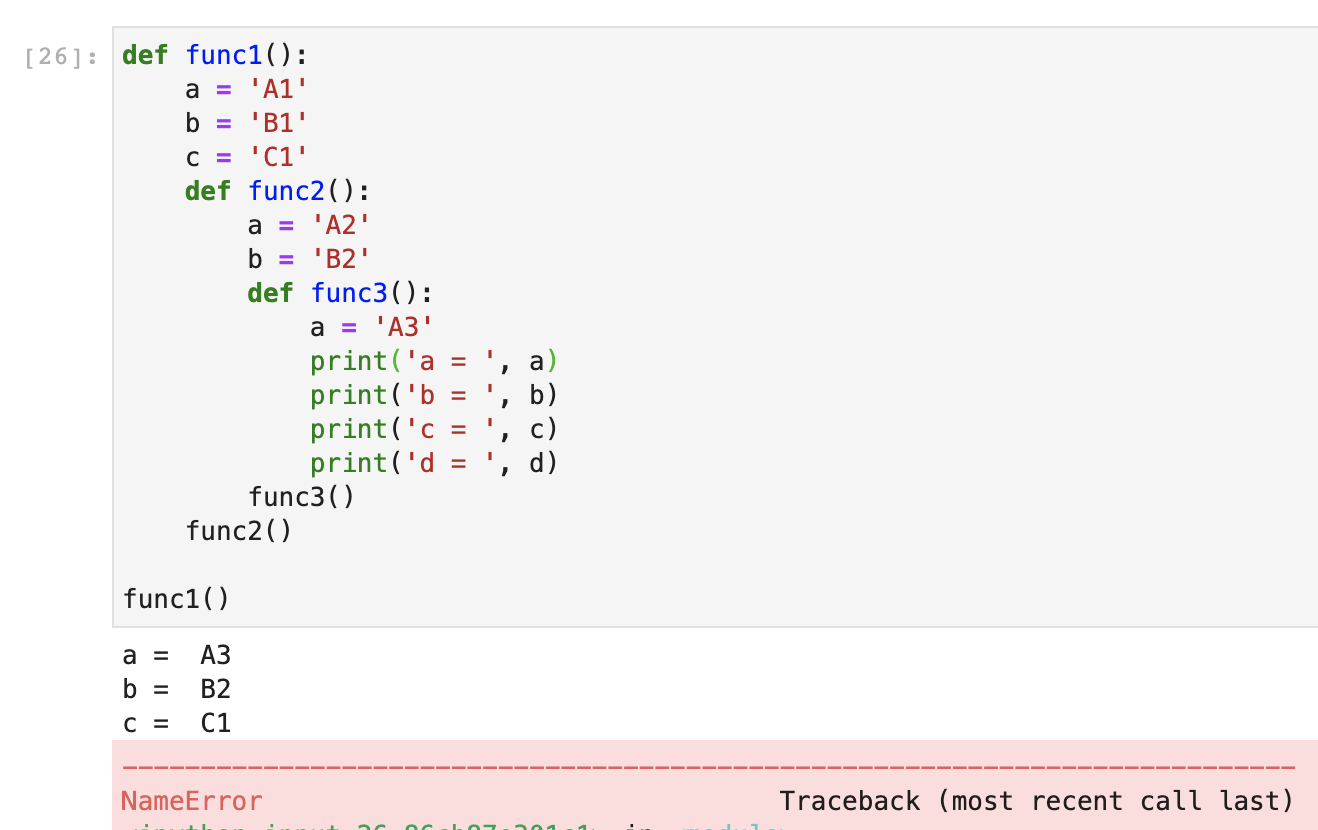 [26]: def func1():
    a = 'A1'
    b = 'B1'
    c = 'C1'
    def func2():
        a = 'A2'
        b = 'B2'
        def func3():
            a = 'A3'
            print('a = ', a)
            print('b = ', b)
            print('c = ', c)
            print('d = ', d)
        func3()
    func2()

func1()
a =  A3
b =  B2
c =  C1
---------------------------------------------------------------------------
NameError                                 Traceback (most recent call last)